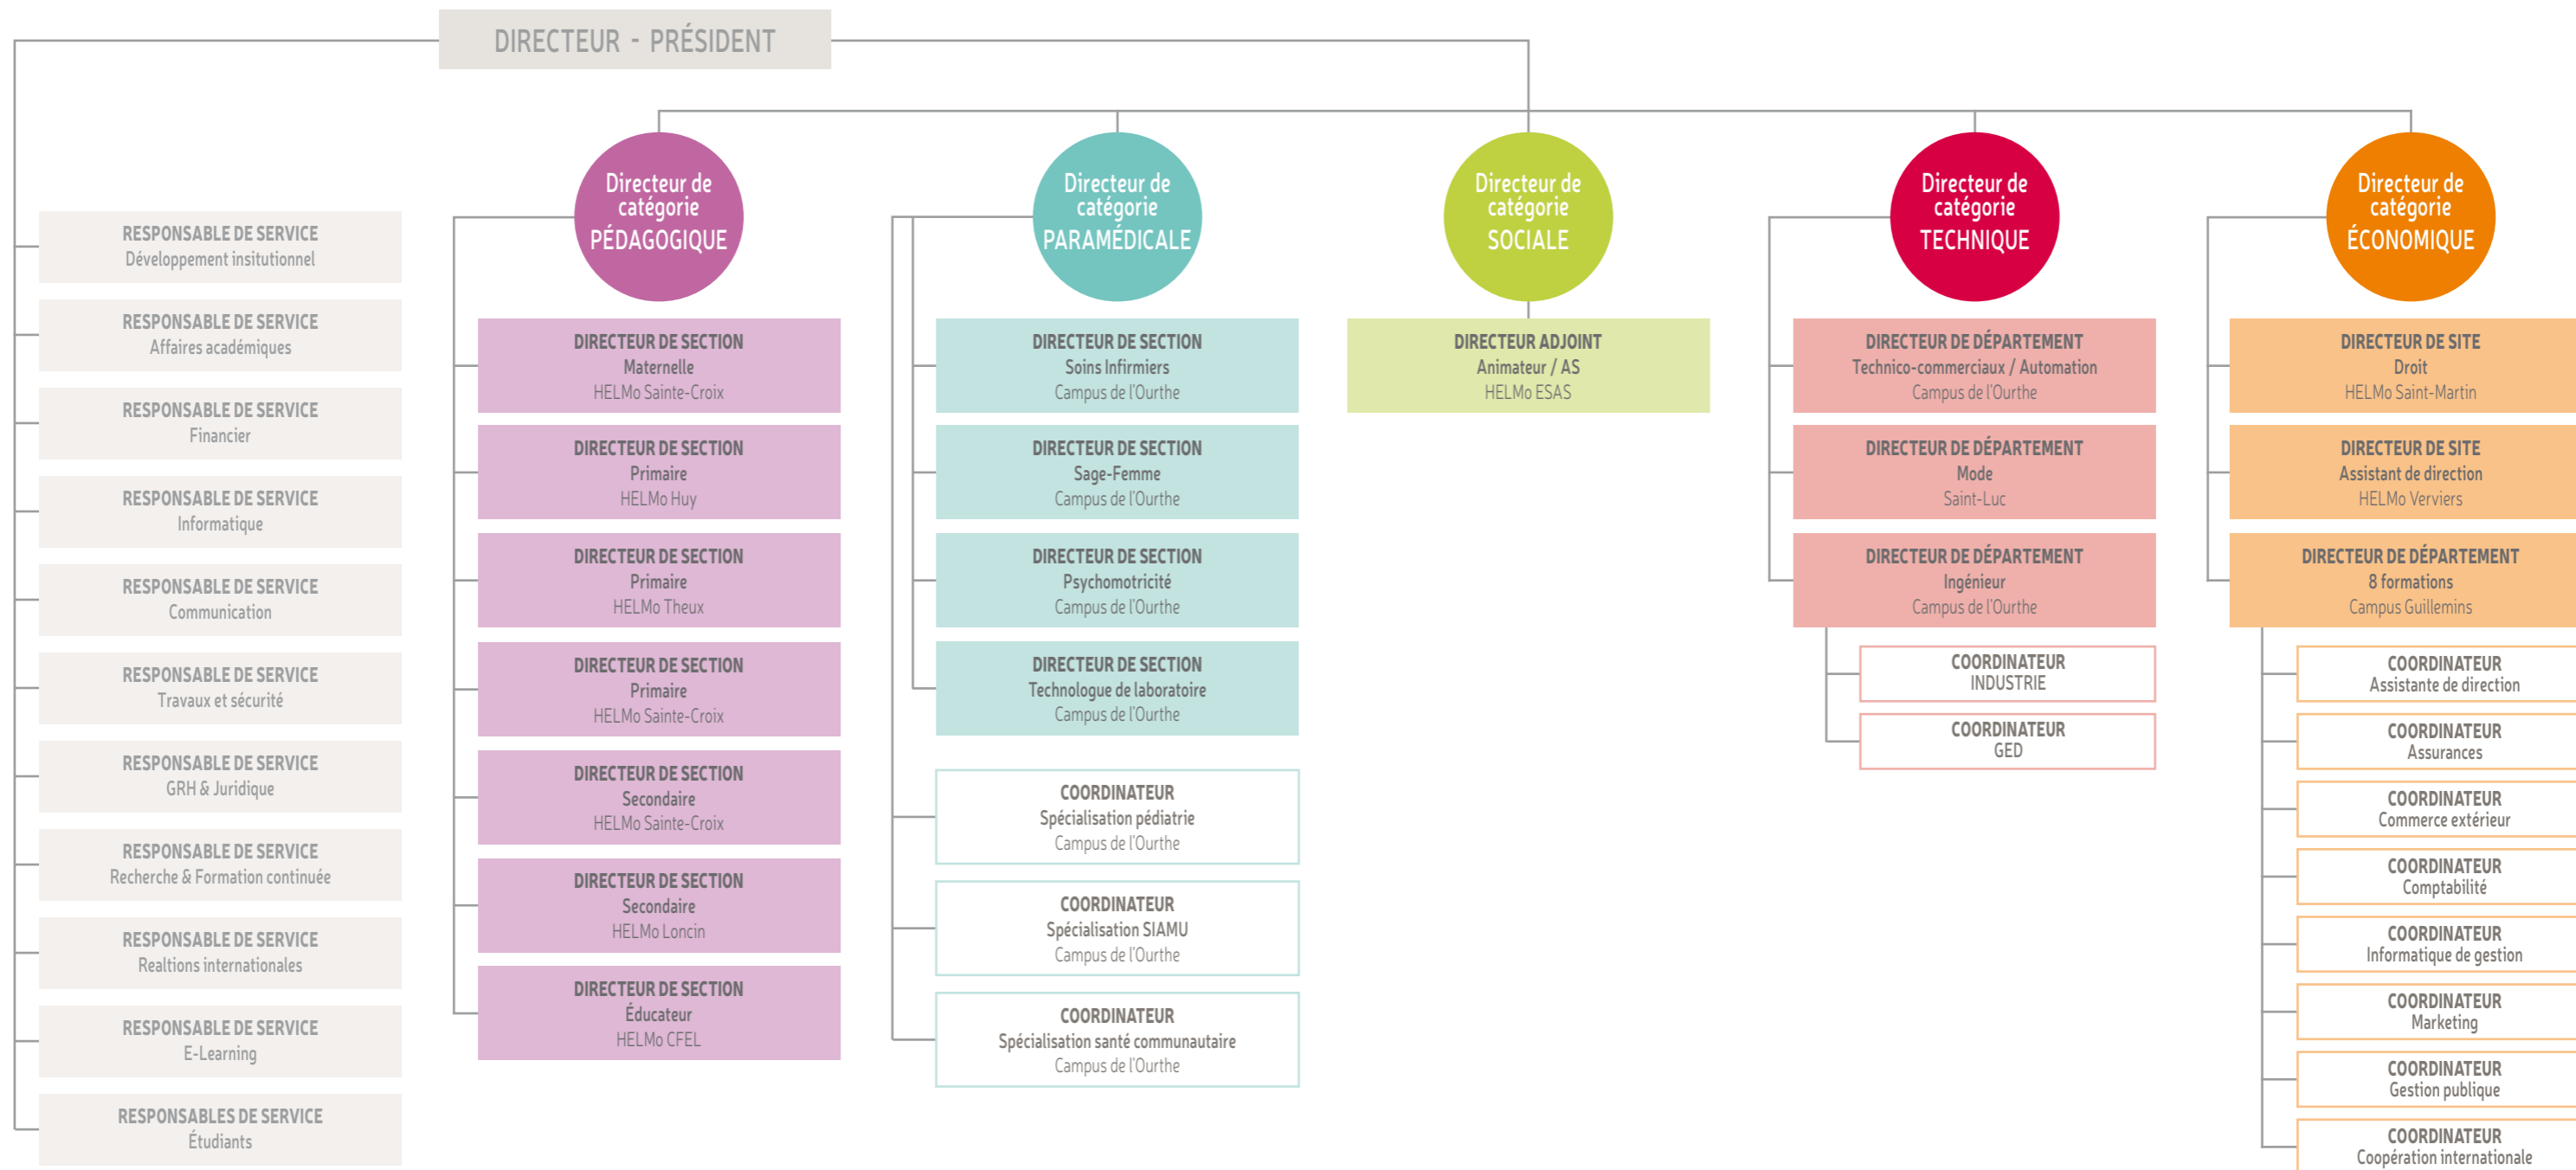 DIRECTEUR - PRÉSIDENT
RESPONSABLE DE SERVICE
Développement insitutionnel
RESPONSABLE DE SERVICE
Affaires académiques
RESPONSABLE DE SERVICE
Financier
RESPONSABLE DE SERVICE
Informatique
RESPONSABLE DE SERVICE
Communication
RESPONSABLE DE SERVICE
Travaux et sécurité
RESPONSABLE DE SERVICE
GRH & Juridique
RESPONSABLE DE SERVICE
Recherche & Formation continuée
RESPONSABLE DE SERVICE
Realtions internationales
RESPONSABLE DE SERVICE
E-Learning
RESPONSABLES DE SERVICE
Étudiants
Directeur de
catégorie
PÉDAGOGIQUE
DIRECTEUR DE SECTION
Maternelle
HELMo Sainte-Croix
DIRECTEUR DE SECTION
Primaire
HELMo Huy
DIRECTEUR DE SECTION
Primaire
HELMo Theux
DIRECTEUR DE SECTION
Primaire
HELMo Sainte-Croix
DIRECTEUR DE SECTION
Secondaire
HELMo Sainte-Croix
DIRECTEUR DE SECTION
Secondaire
HELMo Loncin
DIRECTEUR DE SECTION
Éducateur
HELMo CFEL
Directeur de
catégorie
PARAMÉDICALE
DIRECTEUR DE SECTION
Soins Infirmiers
Campus de l'Ourthe
DIRECTEUR DE SECTION
Sage-Femme
Campus de l'Ourthe
DIRECTEUR DE SECTION
Psychomotricité
Campus de l'Ourthe
DIRECTEUR DE SECTION
Technologue de laboratoire
Campus de l'Ourthe
COORDINATEUR
Spécialisation pédiatrie
Campus de l'Ourthe
COORDINATEUR
Spécialisation SIAMU
Campus de l'Ourthe
COORDINATEUR
Spécialisation santé communautaire
Campus de l'Ourthe
Directeur de
catégorie
SOCIALE
DIRECTEUR ADJOINT
Animateur / AS
HELMo ESAS
Directeur de
catégorie
TECHNIQUE
DIRECTEUR DE DÉPARTEMENT
Technico-commerciaux / Automation
Campus de l'Ourthe
DIRECTEUR DE DÉPARTEMENT
Mode
Saint-Luc
DIRECTEUR DE DÉPARTEMENT
Ingénieur
Campus de l'Ourthe
COORDINATEUR
INDUSTRIE
COORDINATEUR
GED
Directeur de
catégorie
ÉCONOMIQUE
DIRECTEUR DE SITE
Droit
HELMo Saint-Martin
DIRECTEUR DE SITE
Assistant de direction
HELMo Verviers
DIRECTEUR DE DÉPARTEMENT
8 formations
Campus Guillemins
COORDINATEUR
Assistante de direction
COORDINATEUR
Assurances
COORDINATEUR
Commerce extérieur
COORDINATEUR
Comptabilité
COORDINATEUR
Informatique de gestion
COORDINATEUR
Marketing
COORDINATEUR
Gestion publique
COORDINATEUR
Coopération internationale